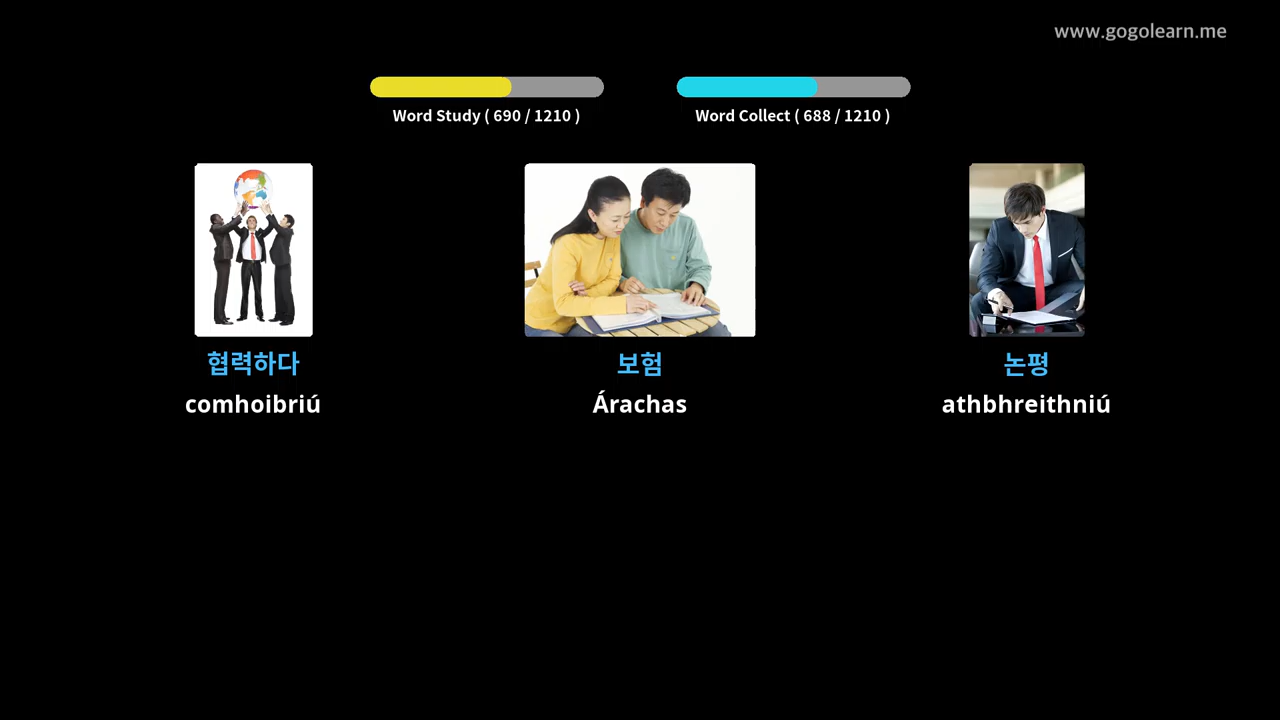 www.gogolearn.me
Word Study ( 690 / 1210 )
Word Collect ( 688 / 1210 )
협력하다
보험
논평
comhoibriú
Árachas
athbhreithniú